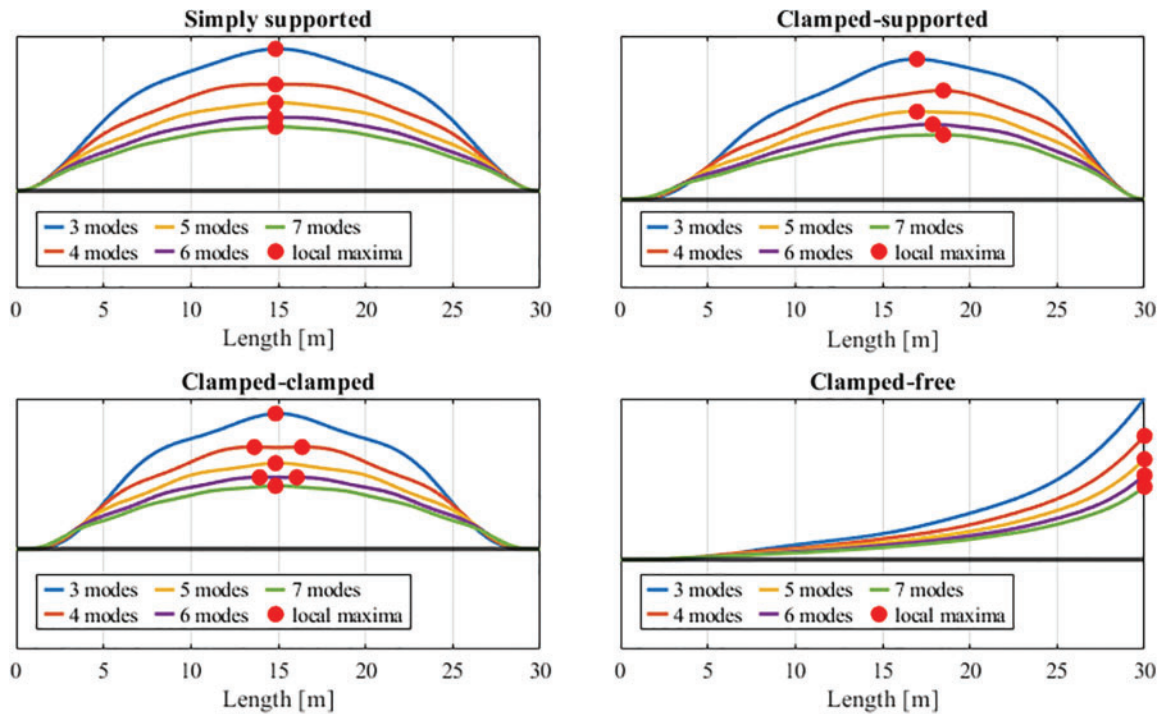 Simply supported
3 modes 5 modes 7 modes
4 modes 6 modes local maxima
0 5 10 15 20 25 30
Length [m]
Clamped-supported
3 modes 5 modes 7 modes
4 modes 6 modes local maxima
0 5 10 15 20 25 30
Length [m]
Clamped-clamped
3 modes 5 modes 7 modes
4 modes 6 modes local maxima
0 5 10 15 20 25 30
Length [m]
Clamped-free
3 modes 5 modes 7 modes
4 modes 6 modes local maxima
0 5 10 15 20 25 30
Length [m]